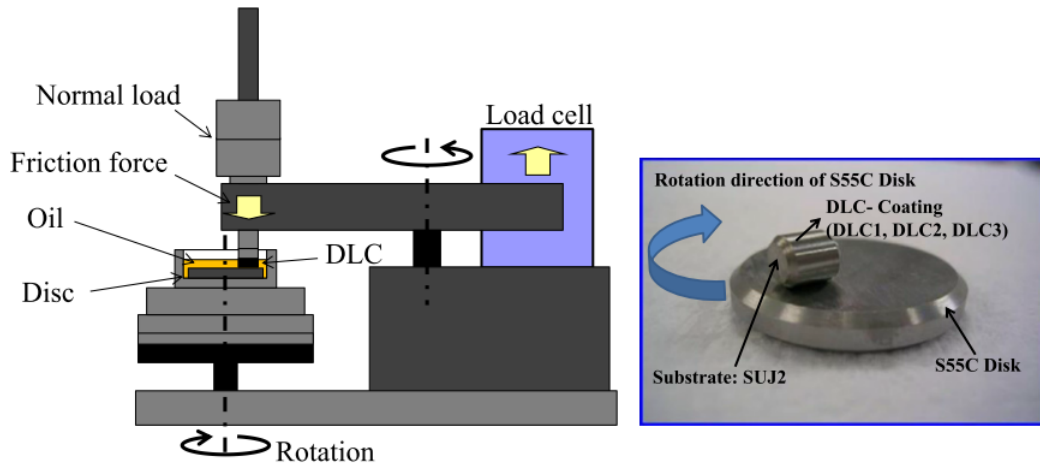 Normal load
Friction force
Oil
Disc
DLC
Load cell
Rotation
Rotation direction of S55C Disk
DLC- Coating
(DLC1, DLC2, DLC3)
Substrate: SUJ2
S55C Disk